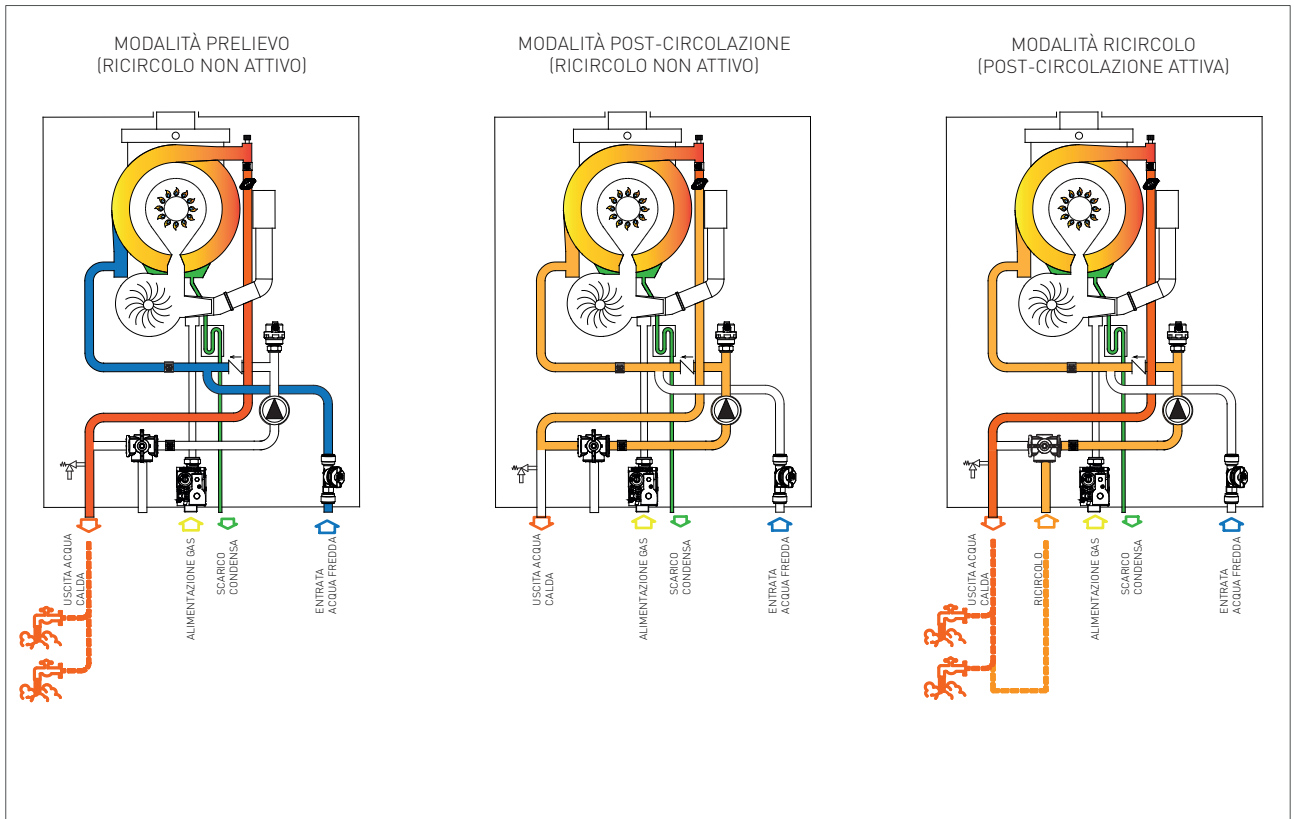 MODALITÀ PRELIEVO
(RICIRCOLO NON ATTIVO)
USCITA ACQUA
CALDA
ALIMENTAZIONE GAS
SCARICO
CONDENSA
ENTRATA
ACQUA FREDDA
MODALITÀ POST-CIRCOLAZIONE
(RICIRCOLO NON ATTIVO)
USCITA ACQUA
CALDA
ALIMENTAZIONE GAS
SCARICO
CONDENSA
ENTRATA
ACQUA FREDDA
MODALITÀ RICIRCOLO
(POST-CIRCOLAZIONE ATTIVA)
USCITA ACQUA
CALDA
RICIRCOLO
ALIMENTAZIONE GAS
SCARICO
CONDENSA
ENTRATA
ACQUA FREDDA